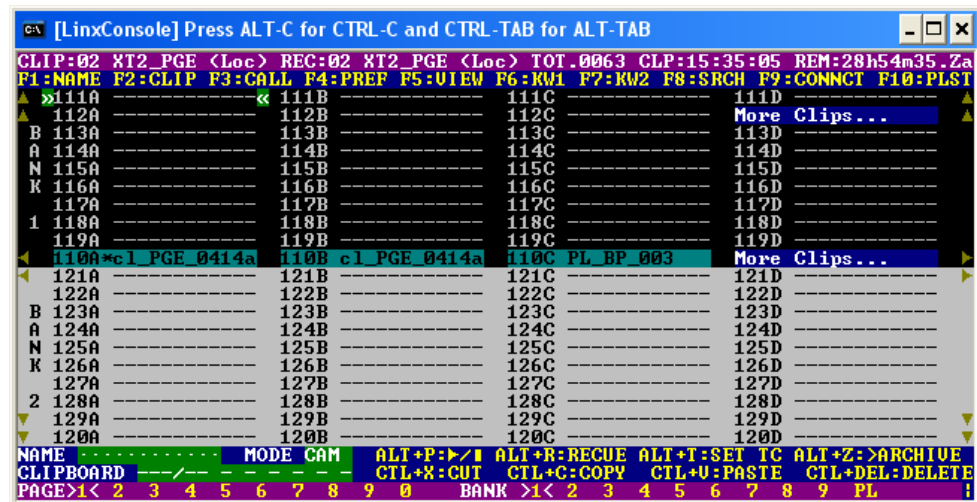 [LinxConsole] Press ALT-C for CTRL-C and CTRL-TAB for ALT-TAB
CLIP:02 XT2_PGE <Loc> REC:02 XT2_PGE <Loc> TOT.0063 CLP:15:35:05 REM:28h54m35.Za
F1:NAME F2:CLIP F3:CALL F4:PREF F5:VIEW F6:KW1 F7:KW2 F8:SRCH F9:CONNCT F10:PLST
»111A ------------ « 111B ------------ 111C ------------ 111D ------------
112A ------------ 112B ------------ 112C ------------ More Clips...
B 113A ------------ 113B ------------ 113C ------------ 113D ------------
A 114A ------------ 114B ------------ 114C ------------ 114D ------------
N 115A ------------ 115B ------------ 115C ------------ 115D ------------
K 116A ------------ 116B ------------ 116C ------------ 116D ------------
117A ------------ 117B ------------ 117C ------------ 117D ------------
1 118A ------------ 118B ------------ 118C ------------ 118D ------------
119A ------------ 119B ------------ 119C ------------ 119D ------------
110A*cl_PGE_0414a 110B cl_PGE_0414a 110C PL_BP_003 More Clips...
121A ------------ 121B ------------ 121C ------------ 121D ------------
122A ------------ 122B ------------ 122C ------------ 122D ------------
B 123A ------------ 123B ------------ 123C ------------ 123D ------------
A 124A ------------ 124B ------------ 124C ------------ 124D ------------
N 125A ------------ 125B ------------ 125C ------------ 125D ------------
K 126A ------------ 126B ------------ 126C ------------ 126D ------------
127A ------------ 127B ------------ 127C ------------ 127D ------------
2 128A ------------ 128B ------------ 128C ------------ 128D ------------
129A ------------ 129B ------------ 129C ------------ 129D ------------
120A ------------ 120B ------------ 120C ------------ 120D ------------
NAME ············ MODE CAM ALT+P:►/▮ ALT+R:RECUE ALT+T:SET TC ALT+Z:>ARCHIVE
CLIPBOARD ---/-- - - - - - - CTL+X:CUT CTL+C:COPY CTL+V:PASTE CTL+DEL:DELETE
PAGE>1< 2 3 4 5 6 7 8 9 0 BANK >1< 2 3 4 5 6 7 8 9 PL !